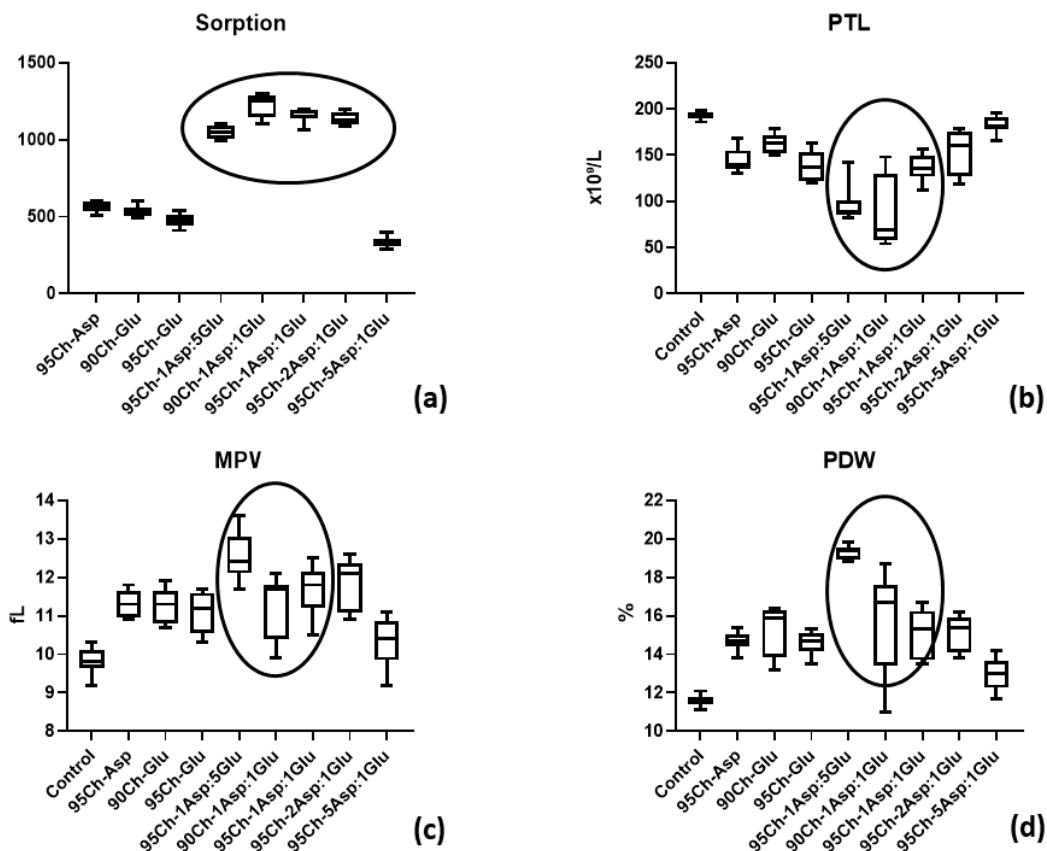 Sorption
1500
1000
500
0
95Ch-Asp
90Ch-Glu
95Ch-Glu
95Ch-1Asp:5Glu
90Ch-1Asp:1Glu
95Ch-1Asp:1Glu
95Ch-2Asp:1Glu
95Ch-5Asp:1Glu
(a)
PTL
x10⁹/L
250
200
150
100
50
0
Control
95Ch-Asp
90Ch-Glu
95Ch-Glu
95Ch-1Asp:5Glu
90Ch-1Asp:1Glu
95Ch-1Asp:1Glu
95Ch-2Asp:1Glu
95Ch-5Asp:1Glu
(b)
MPV
fL
14
13
12
11
10
9
8
Control
95Ch-Asp
90Ch-Glu
95Ch-Glu
95Ch-1Asp:5Glu
90Ch-1Asp:1Glu
95Ch-1Asp:1Glu
95Ch-2Asp:1Glu
95Ch-5Asp:1Glu
(c)
PDW
%
22
20
18
16
14
12
10
Control
95Ch-Asp
90Ch-Glu
95Ch-Glu
95Ch-1Asp:5Glu
90Ch-1Asp:1Glu
95Ch-1Asp:1Glu
95Ch-2Asp:1Glu
95Ch-5Asp:1Glu
(d)